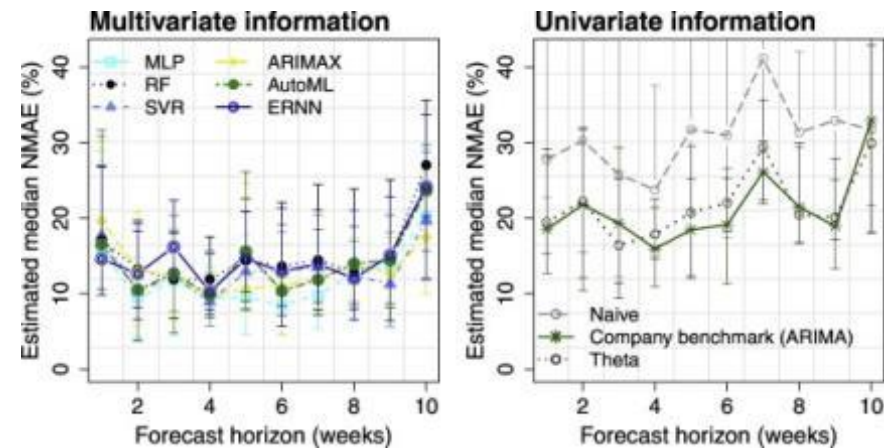 Multivariate information
Estimated median NMAE (%)
40
30
20
10
0
MLP
RF
SVR
ARIMAX
AutoML
ERNN
2
4
6
8
10
Forecast horizon (weeks)
Univariate information
Estimated median NMAE (%)
40
30
20
10
0
Naive
Company benchmark (ARIMA)
Theta
2
4
6
8
10
Forecast horizon (weeks)